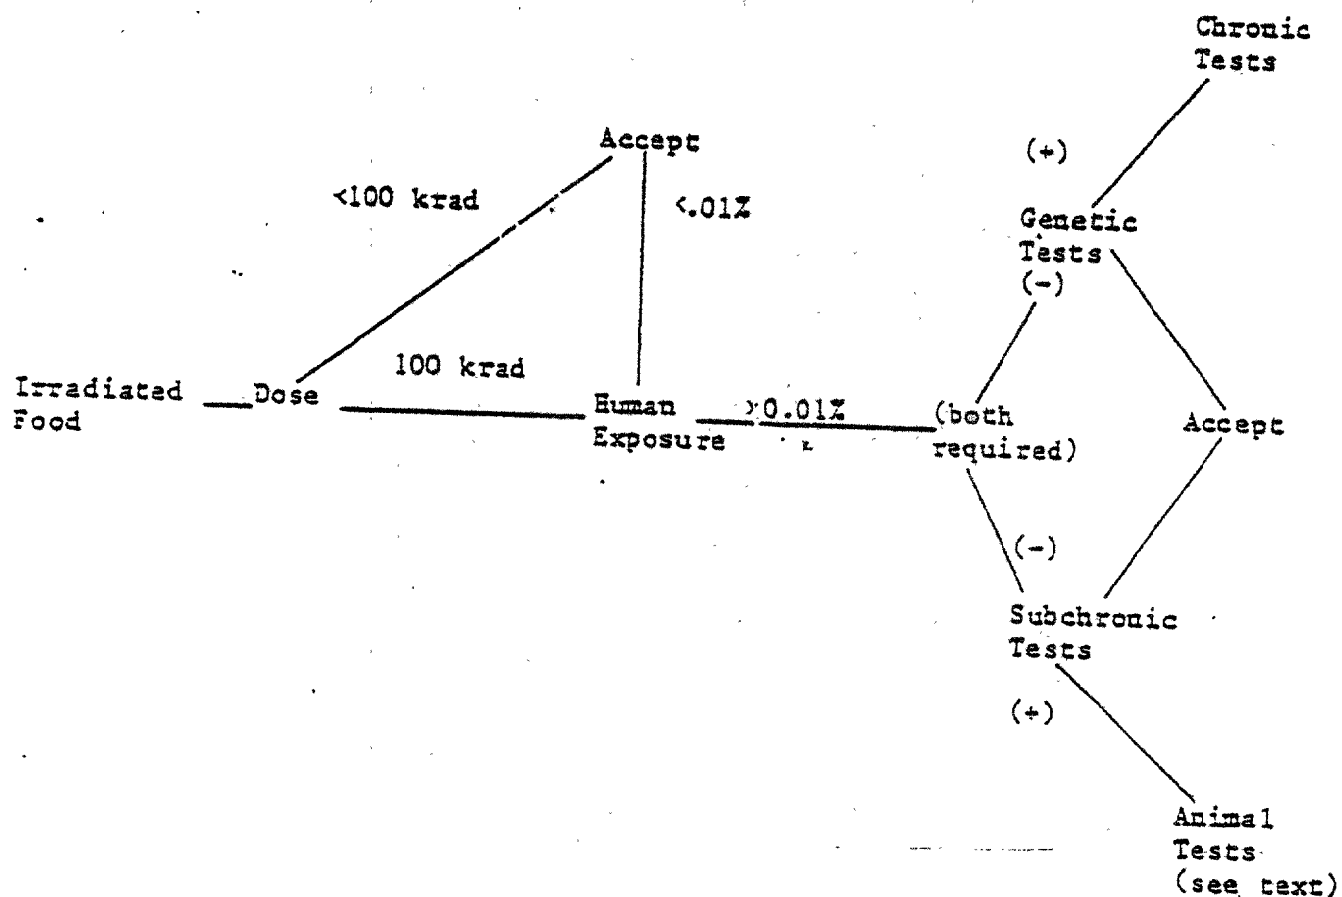 Chronic
Tests
Accept
(+)
<100 krad
<.01%
Genetic
Tests
(-)
100 krad
Irradiated
Food
Dose
Human
Exposure
>0.01%
(both
required)
Accept
(-)
Subchronic
Tests
(+)
Animal
Tests
(see text)